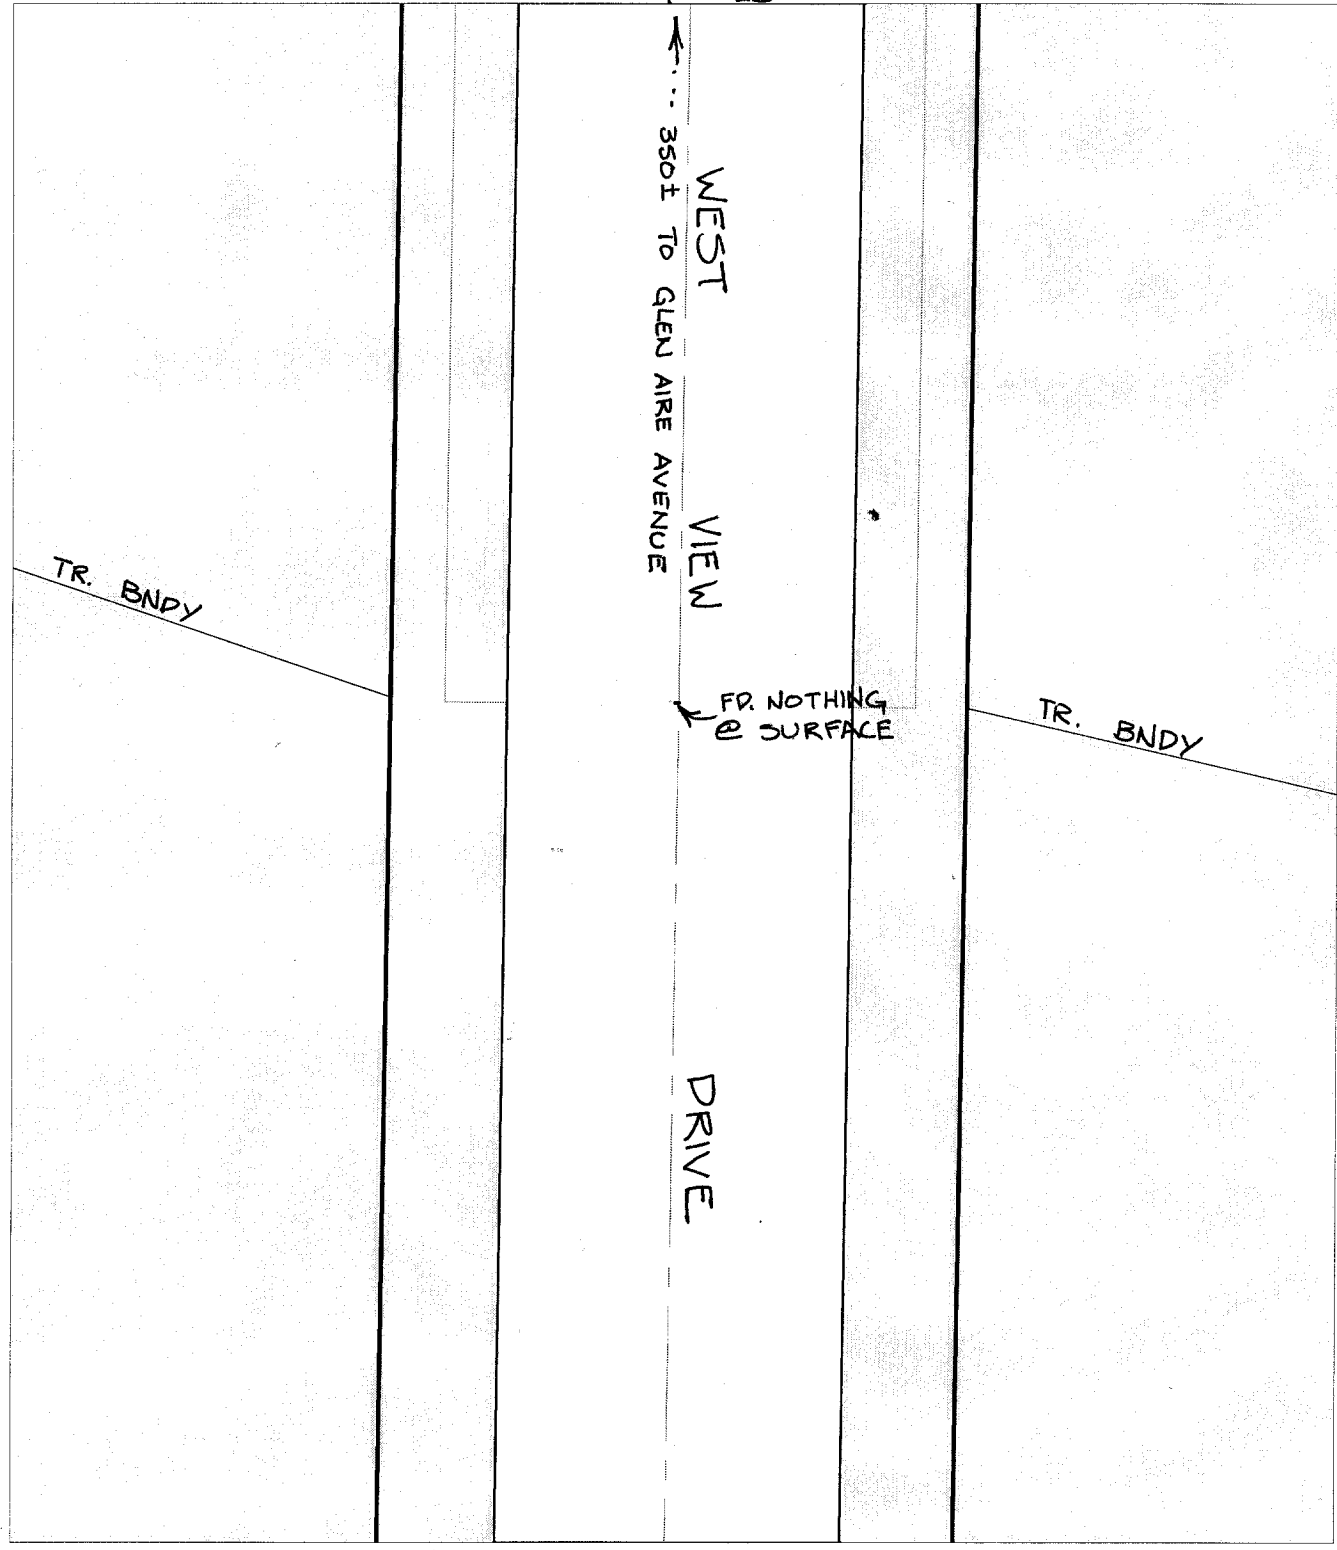 350± TO GLEN AIRE AVENUE
WEST VIEW DRIVE
TR. BNDY
FD. NOTHING
@ SURFACE
TR. BNDY